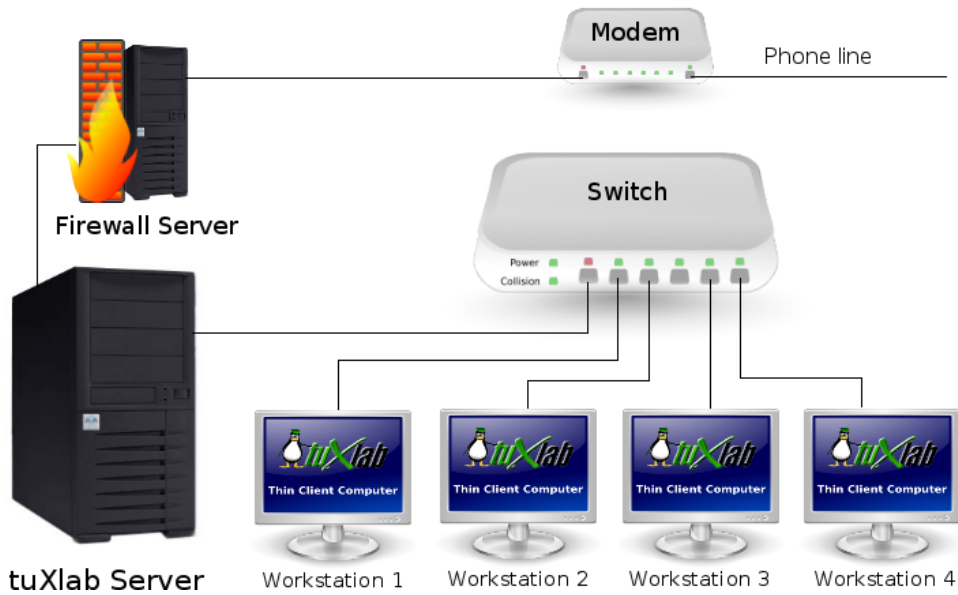 Modem
Phone line
Firewall Server
Switch
Power
Collision
tuXlab
Thin Client Computer
tuXlab
Thin Client Computer
tuXlab
Thin Client Computer
tuXlab
Thin Client Computer
tuXlab Server
Workstation 1
Workstation 2
Workstation 3
Workstation 4